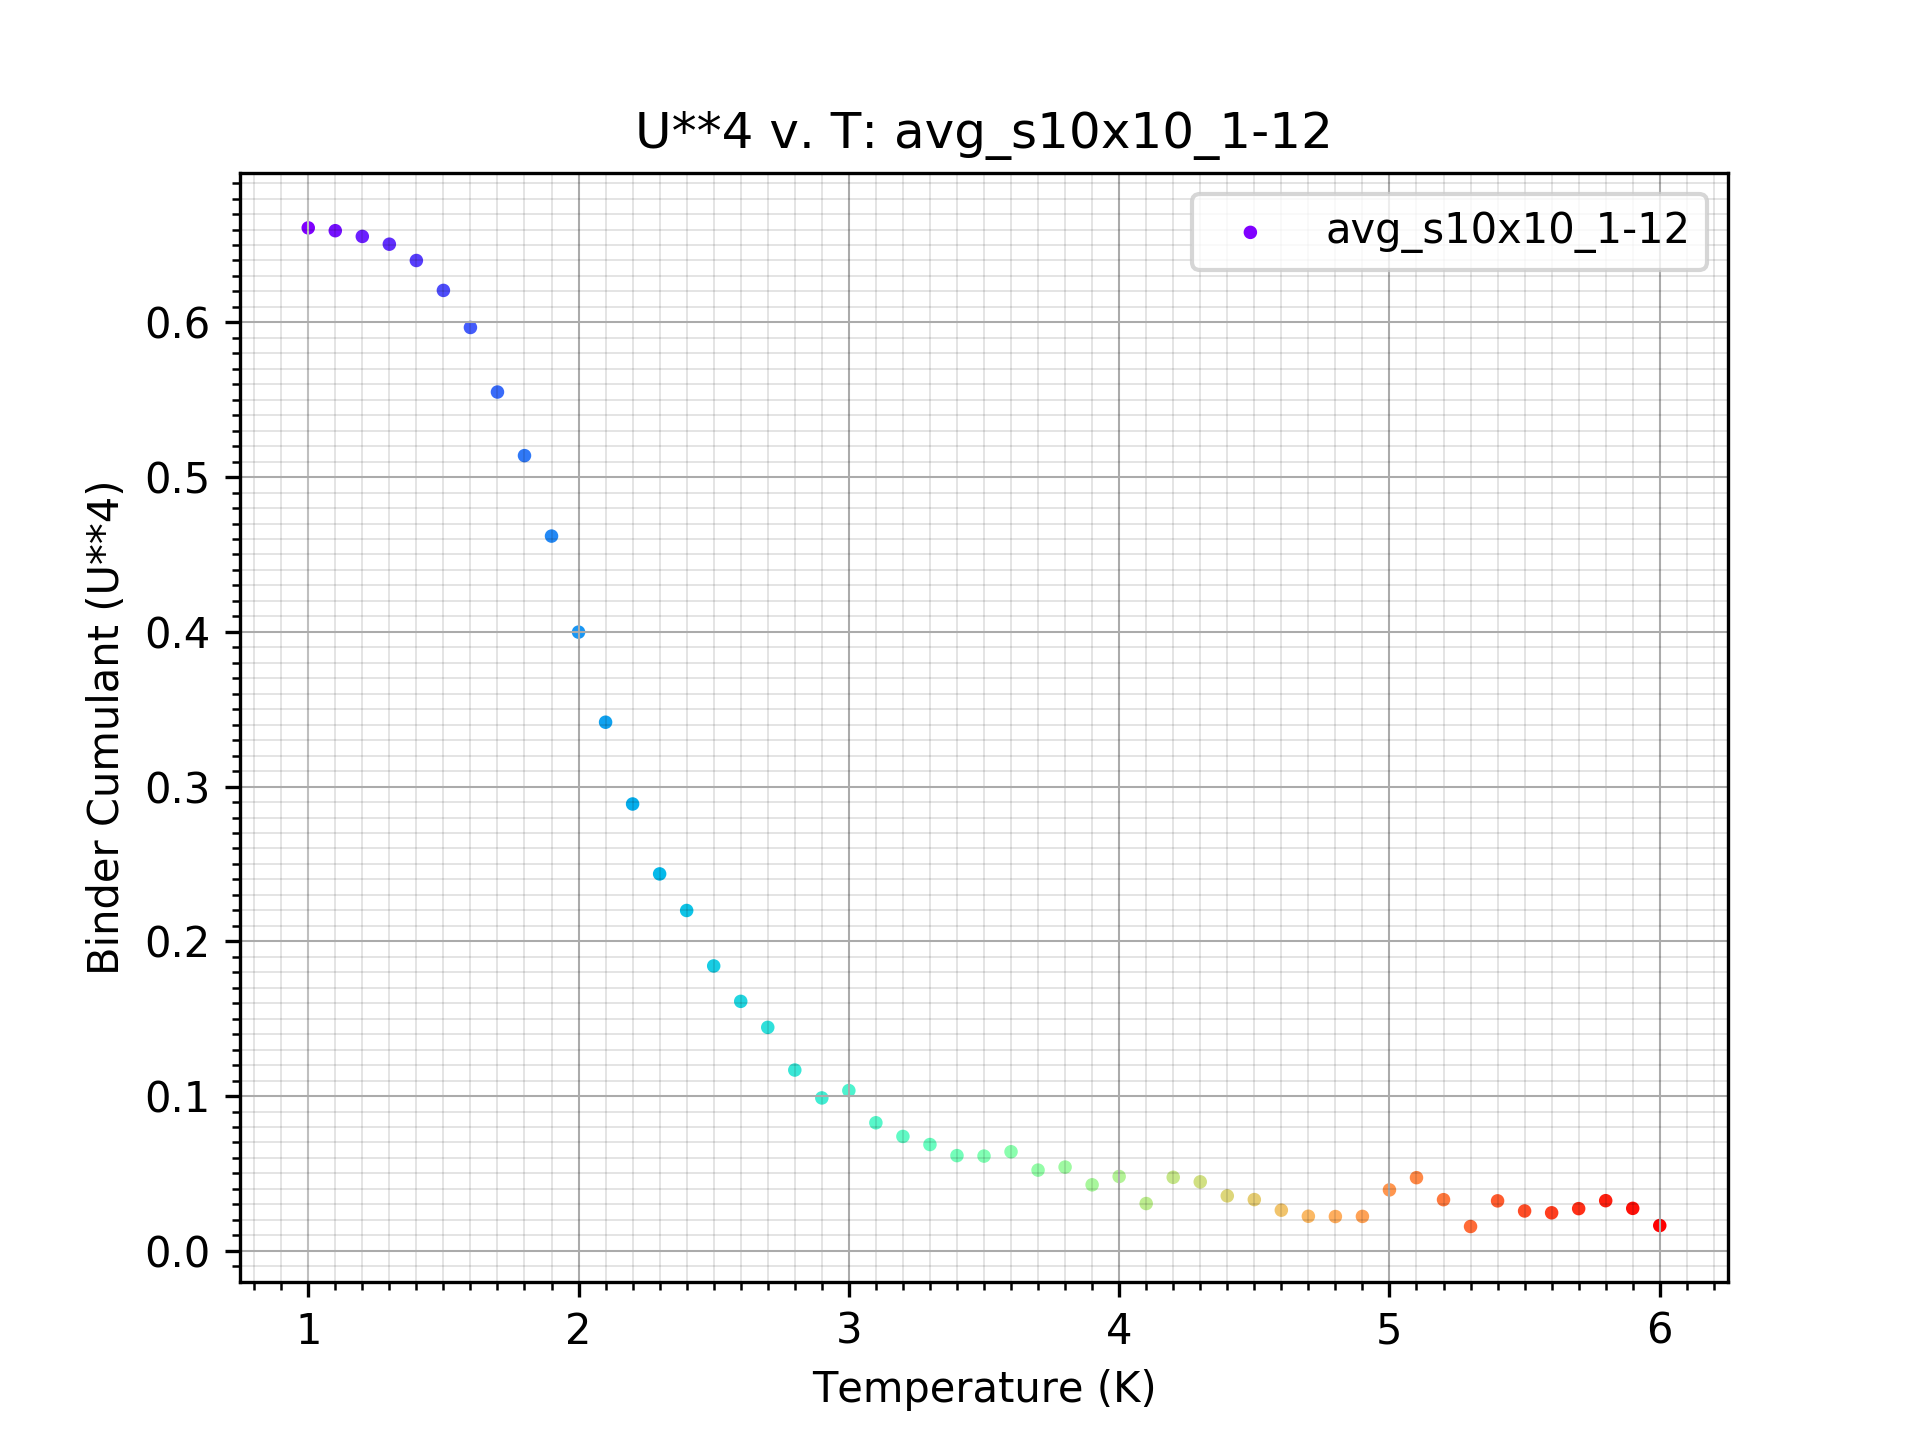 U**4 v. T: avg_s10x10_1-12
avg_s10x10_1-12
Binder Cumulant (U**4)
0.6
0.5
0.4
0.3
0.2
0.1
0.0
1 2 3 4 5 6
Temperature (K)